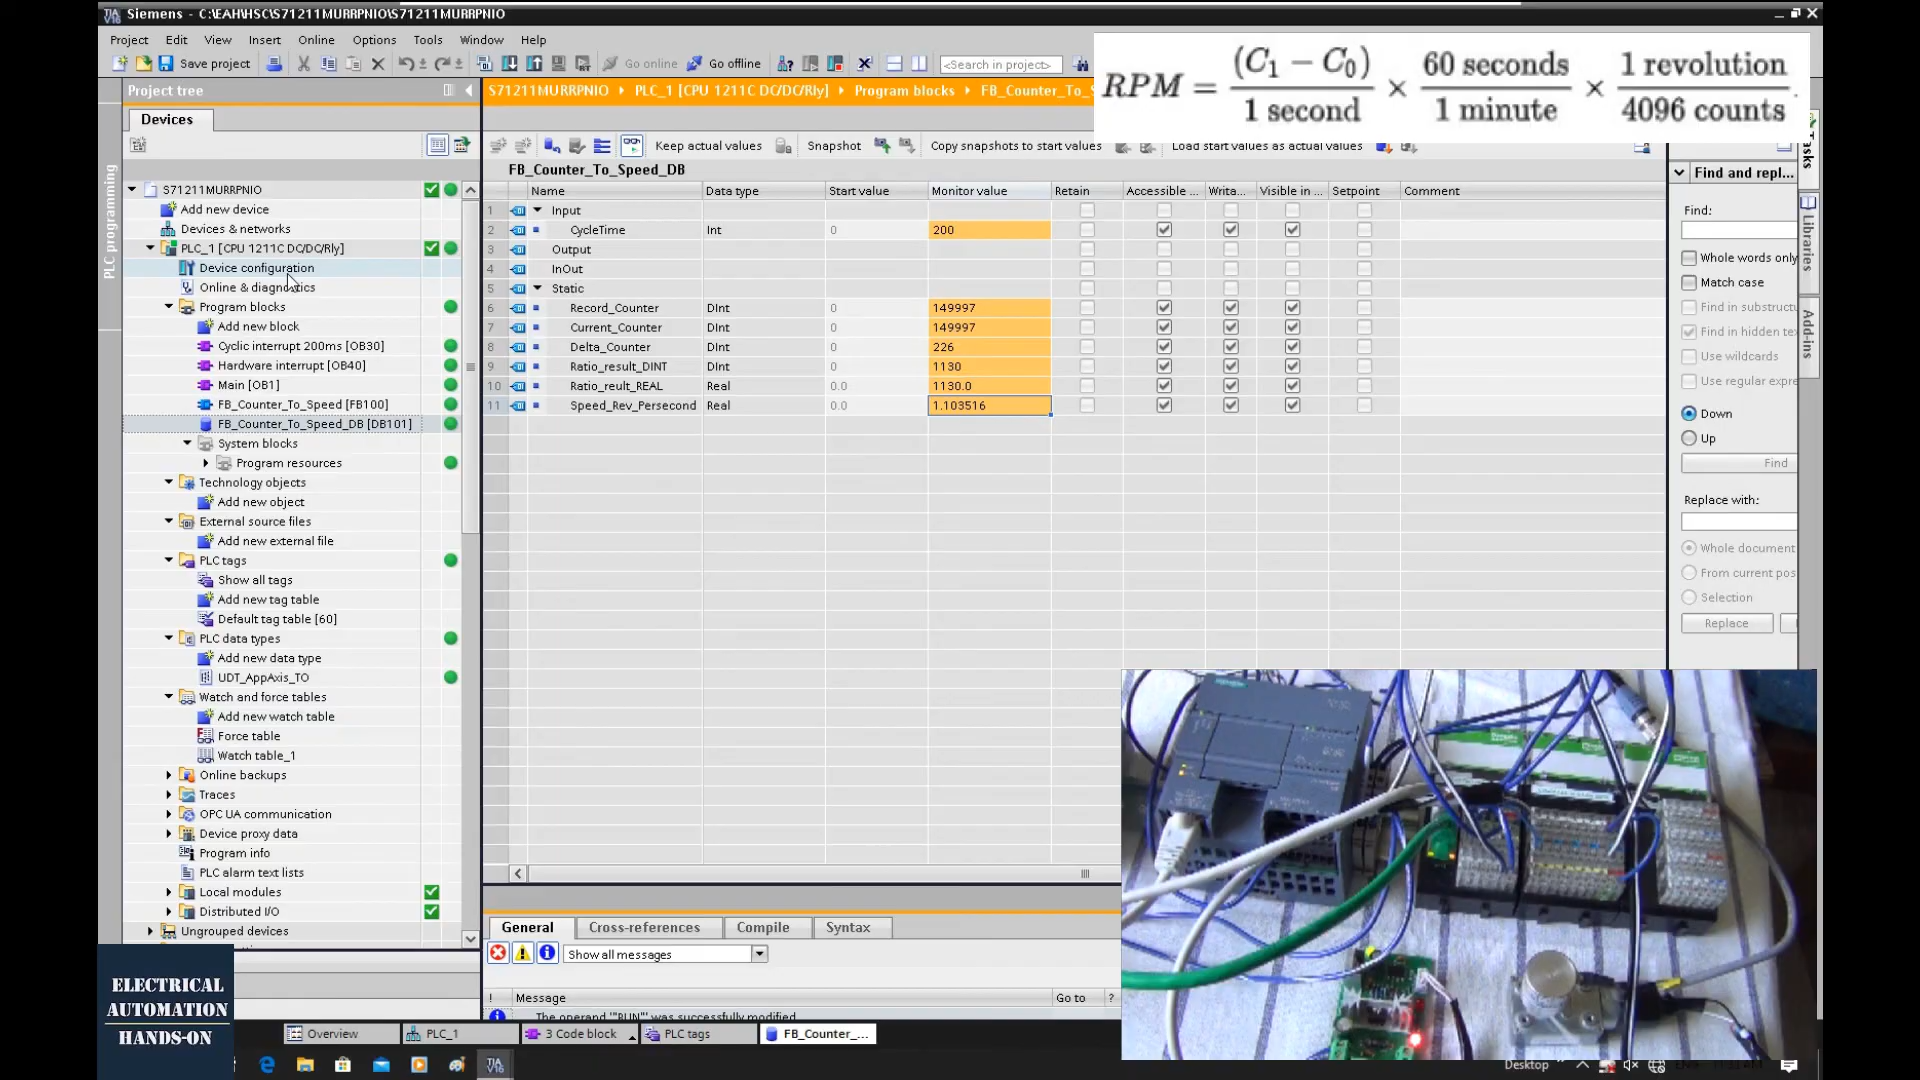 Siemens - C:\EAH\HSC\S71211MURRPNIO\S71211MURRPNIO
Project Edit View Insert Online Options Tools Window Help
Save project Go online Go offline <Search in project>
RPM = (C1 − C0) / 1 second × 60 seconds / 1 minute × 1 revolution / 4096 counts .
Project tree
S71211MURRPNIO PLC_1 [CPU 1211C DC/DC/Rly] Program blocks FB_Counter_To_S
Devices
PLC programming
Keep actual values Snapshot Copy snapshots to start values Load start values as actual values
FB_Counter_To_Speed_DB
Name Data type Start value Monitor value Retain Accessible ... Writa... Visible in ... Setpoint Comment
1 Input
2 CycleTime Int 0 200
3 Output
4 InOut
5 Static
6 Record_Counter DInt 0 149997
7 Current_Counter DInt 0 149997
8 Delta_Counter DInt 0 226
9 Ratio_result_DINT DInt 0 1130
10 Ratio_reult_REAL Real 0.0 1130.0
11 Speed_Rev_Persecond Real 0.0 1.103516
S71211MURRPNIO
Add new device
Devices & networks
PLC_1 [CPU 1211C DC/DC/Rly]
Device configuration
Online & diagnostics
Program blocks
Add new block
Cyclic interrupt 200ms [OB30]
Hardware interrupt [OB40]
Main [OB1]
FB_Counter_To_Speed [FB100]
FB_Counter_To_Speed_DB [DB101]
System blocks
Program resources
Technology objects
Add new object
External source files
Add new external file
PLC tags
Show all tags
Add new tag table
Default tag table [60]
PLC data types
Add new data type
UDT_AppAxis_TO
Watch and force tables
Add new watch table
Force table
Watch table_1
Online backups
Traces
OPC UA communication
Device proxy data
Program info
PLC alarm text lists
Local modules
Distributed I/O
Ungrouped devices
Find and repl...
Find:
Whole words only
Match case
Find in substructu
Find in hidden te
Use wildcards
Use regular expre
Down
Up
Find
Replace with:
Whole document
From current pos
Selection
Replace
Tasks
Libraries
Add-ins
General Cross-references Compile Syntax
Show all messages
! Message Go to ?
The operand '"RUN"' was successfully modified.
ELECTRICAL
AUTOMATION
HANDS-ON
Overview PLC_1 3 Code block PLC tags FB_Counter_...
Desktop